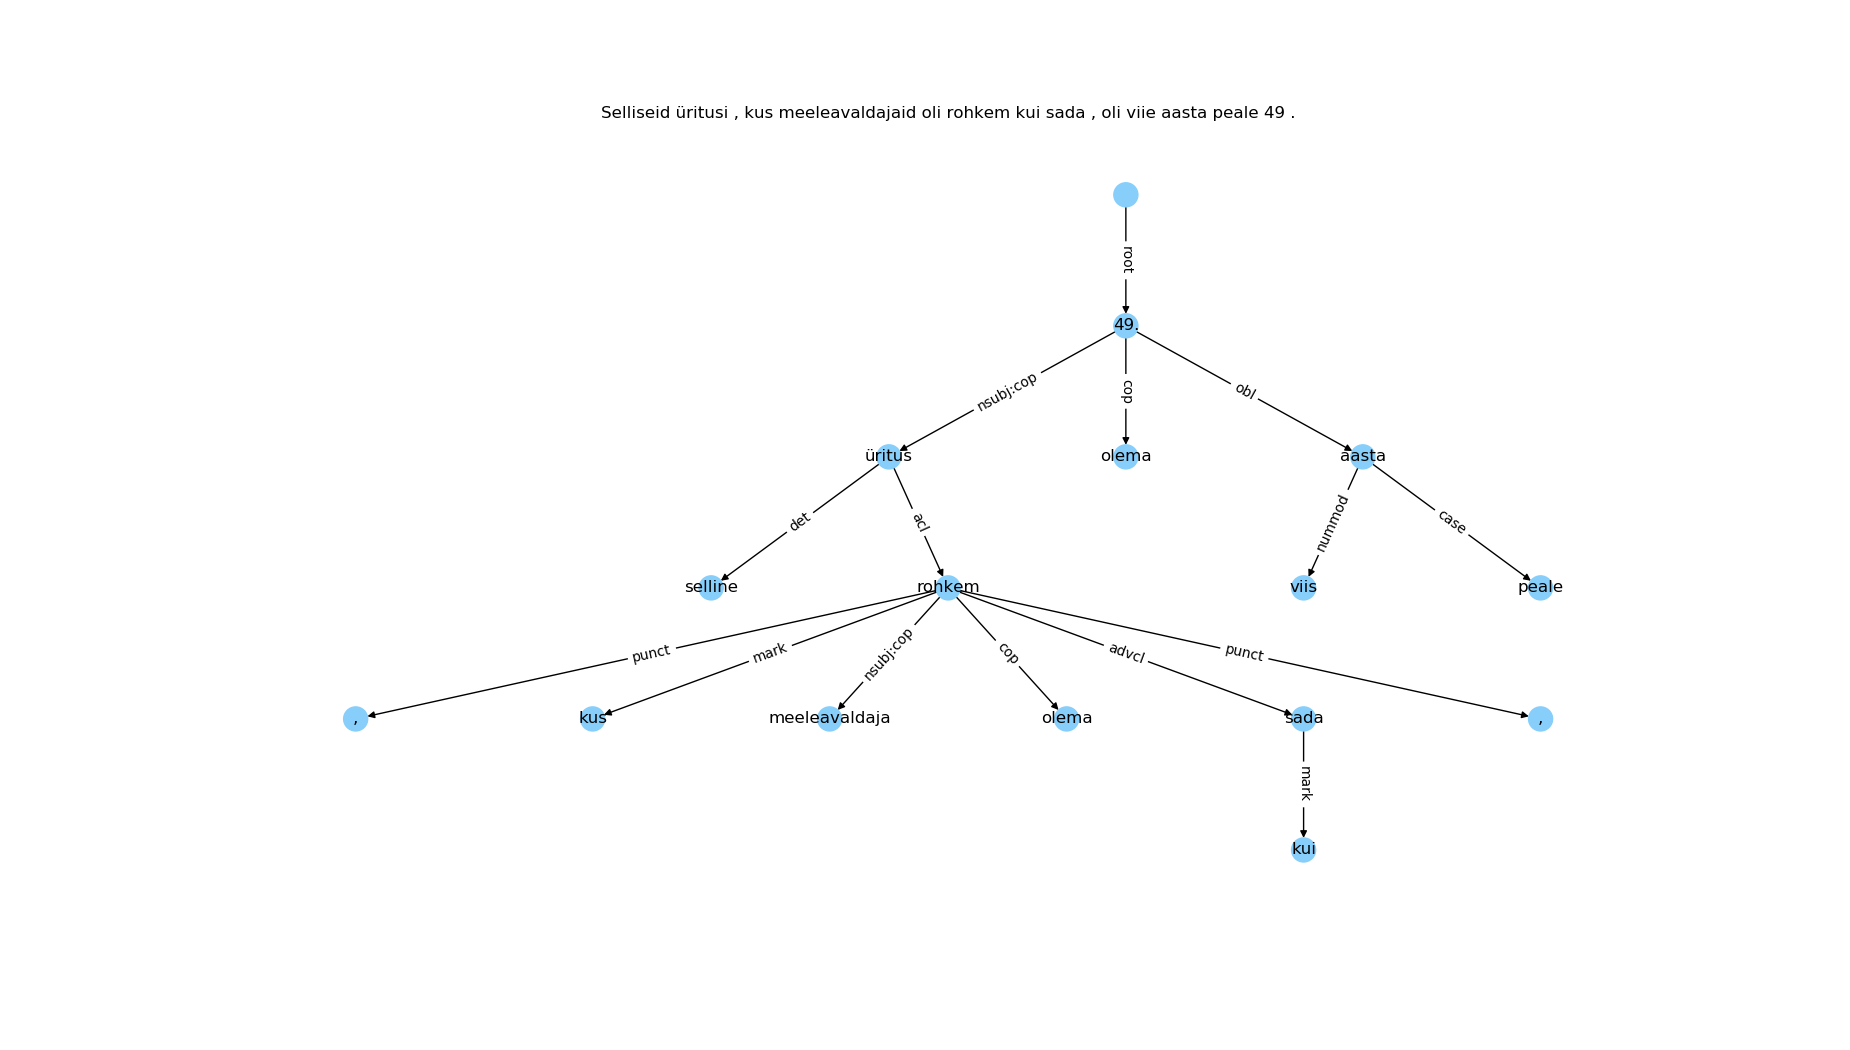 Selliseid üritusi , kus meeleavaldajaid oli rohkem kui sada , oli viie aasta peale 49 .
root
49.
nsubj:cop cop obl
üritus olema aasta
det acl nummod case
selline rohkem viis peale
punct mark nsubj:cop cop advcl punct
, kus meeleavaldaja olema sada ,
mark
kui